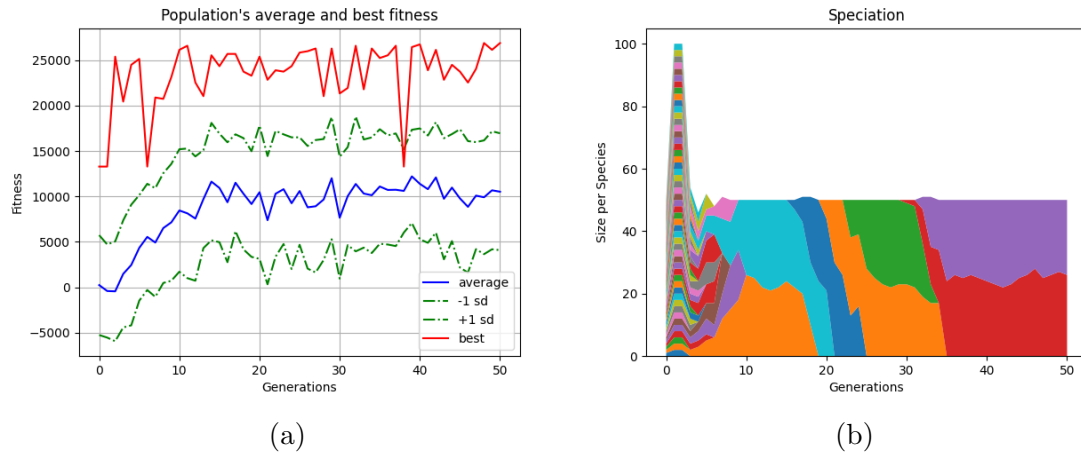 Population's average and best fitness
25000
20000
15000
10000
5000
0
−5000
Fitness
0
10
20
30
40
50
Generations
average
-1 sd
+1 sd
best
(a)
Speciation
100
80
60
40
20
0
Size per Species
0
10
20
30
40
50
Generations
(b)